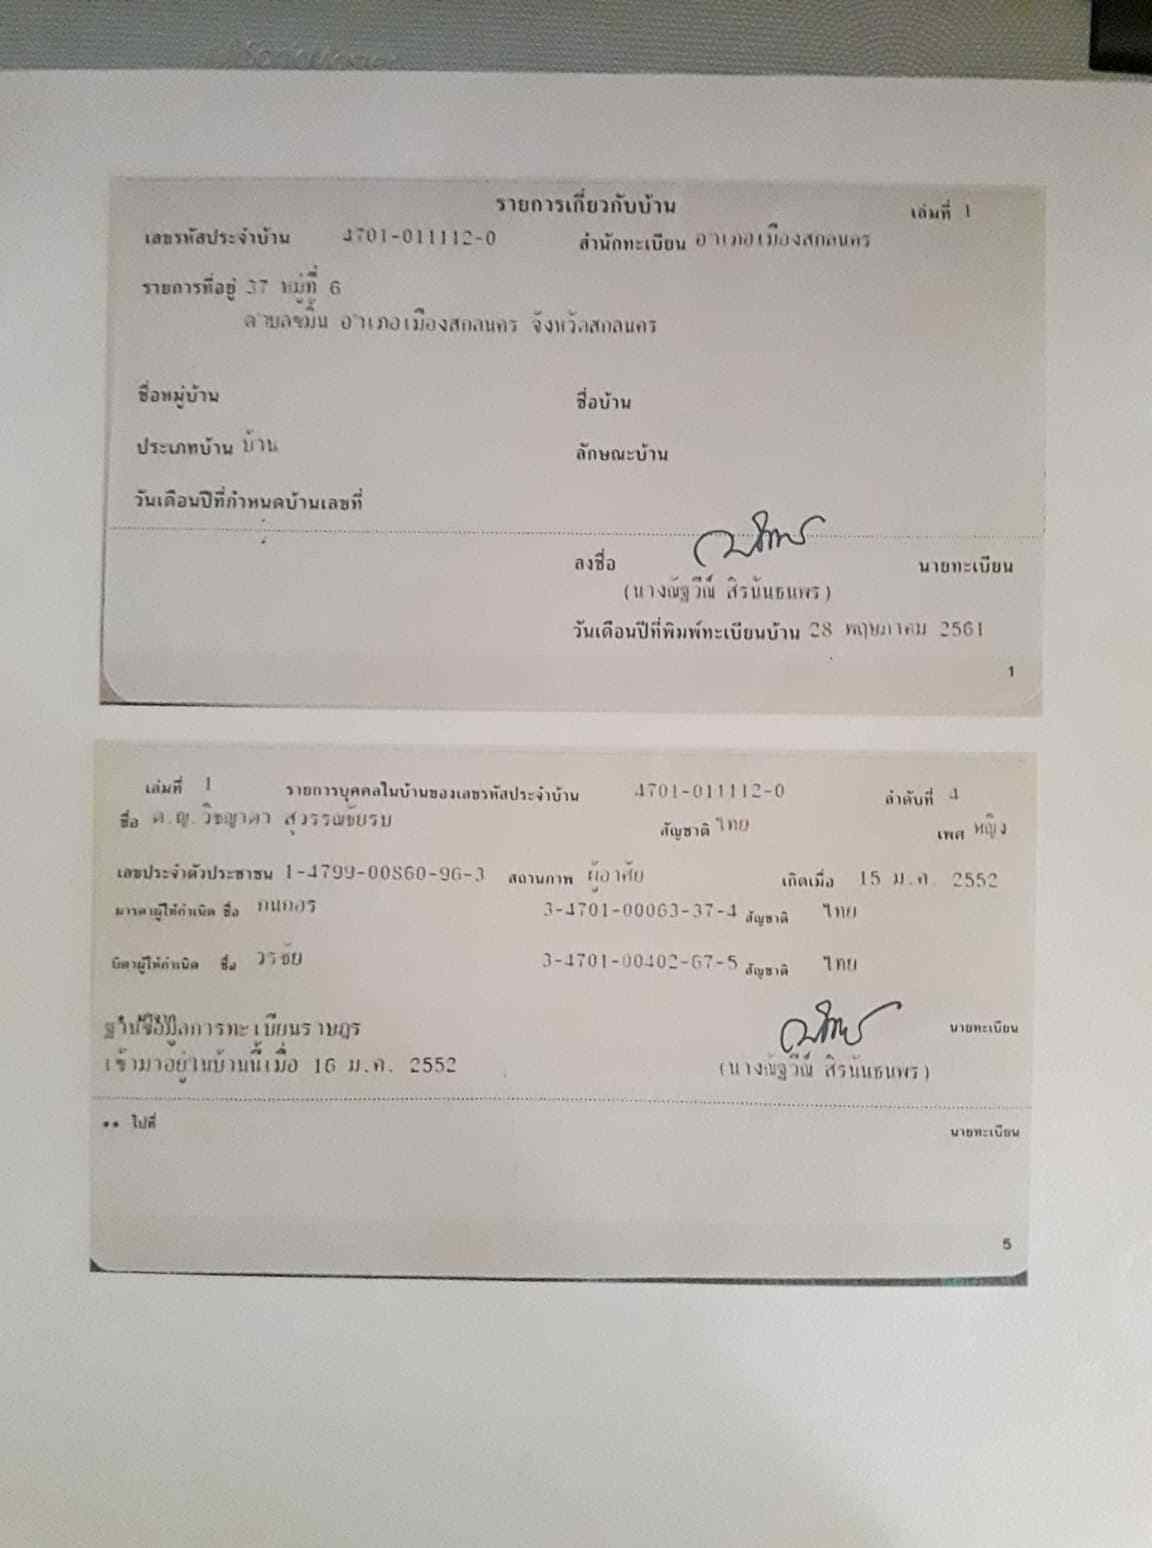 รายการเกี่ยวกับบ้าน เล่มที่ 1
เลขรหัสประจำบ้าน 4701-011112-0 สำนักทะเบียน อำเภอเมืองสกลนคร
รายการที่อยู่ 37 หมู่ที่ 6
ตำบลขมิ้น อำเภอเมืองสกลนคร จังหวัดสกลนคร
ชื่อหมู่บ้าน ชื่อบ้าน
ประเภทบ้าน บ้าน ลักษณะบ้าน
วันเดือนปีที่กำหนดบ้านเลขที่
ลงชื่อ นายทะเบียน
(นางณัฐวีณ์ สิรนันธนพร)
วันเดือนปีที่พิมพ์ทะเบียนบ้าน 28 พฤษภาคม 2561
1
เล่มที่ 1 รายการบุคคลในบ้านของเลขรหัสประจำบ้าน 4701-011112-0 ลำดับที่ 4
ชื่อ ด.ญ.วิชญาดา สุวรรณชัยรบ สัญชาติ ไทย เพศ หญิง
เลขประจำตัวประชาชน 1-4799-00860-96-3 สถานภาพ ผู้อาศัย เกิดเมื่อ 15 ม.ค. 2552
มารดาผู้ให้กำเนิด ชื่อ กนกอร 3-4701-00063-37-4 สัญชาติ ไทย
บิดาผู้ให้กำเนิด ชื่อ วรชัย 3-4701-00402-67-5 สัญชาติ ไทย
ฐานข้อมูลการทะเบียนราษฎร นายทะเบียน
เข้ามาอยู่ในบ้านนี้เมื่อ 16 ม.ค. 2552 (นางณัฐวีณ์ สิรนันธนพร)
** ไปที่ นายทะเบียน
5